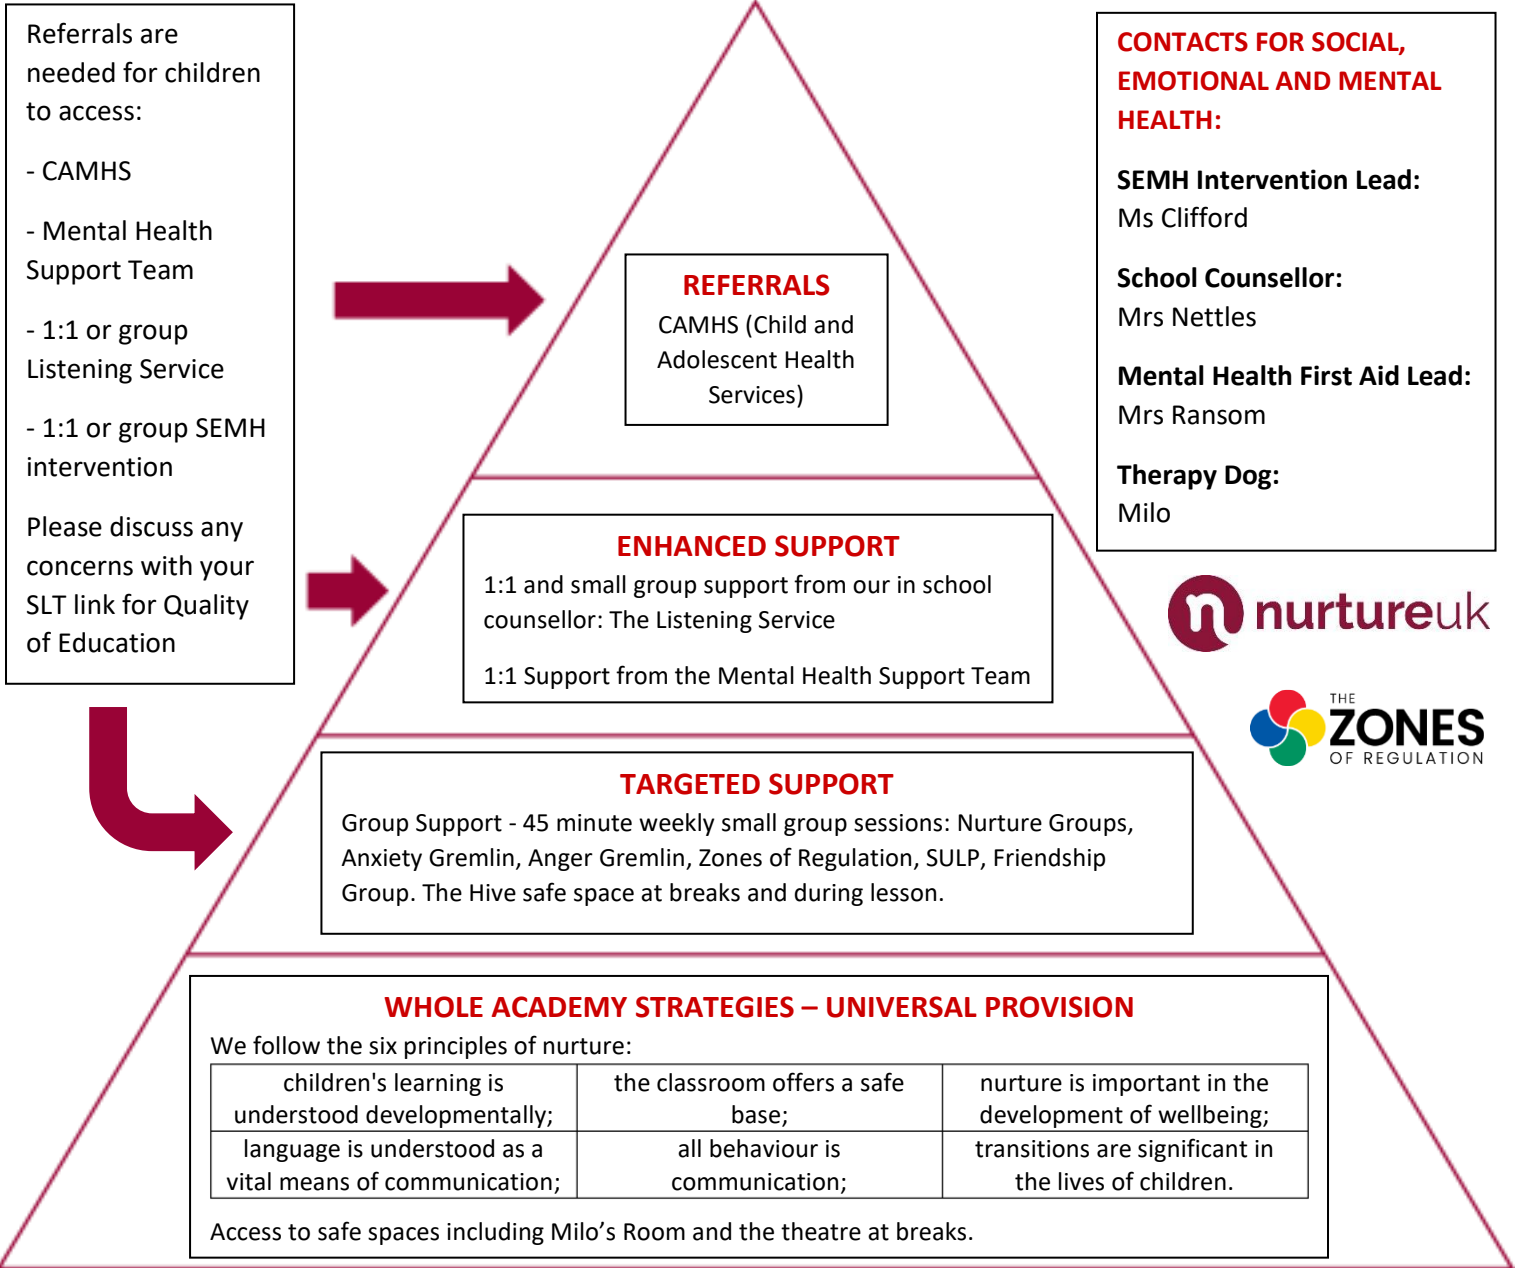 Referrals are
needed for children
to access:
- CAMHS
- Mental Health
Support Team
- 1:1 or group
Listening Service
- 1:1 or group SEMH
intervention
Please discuss any
concerns with your
SLT link for Quality
of Education
CONTACTS FOR SOCIAL,
EMOTIONAL AND MENTAL
HEALTH:
SEMH Intervention Lead:
Ms Clifford
School Counsellor:
Mrs Nettles
Mental Health First Aid Lead:
Mrs Ransom
Therapy Dog:
Milo
n nurtureuk
THE
ZONES
OF REGULATION
REFERRALS
CAMHS (Child and
Adolescent Health
Services)
ENHANCED SUPPORT
1:1 and small group support from our in school
counsellor: The Listening Service
1:1 Support from the Mental Health Support Team
TARGETED SUPPORT
Group Support - 45 minute weekly small group sessions: Nurture Groups,
Anxiety Gremlin, Anger Gremlin, Zones of Regulation, SULP, Friendship
Group. The Hive safe space at breaks and during lesson.
WHOLE ACADEMY STRATEGIES – UNIVERSAL PROVISION
We follow the six principles of nurture:
children's learning is
understood developmentally;
the classroom offers a safe
base;
nurture is important in the
development of wellbeing;
language is understood as a
vital means of communication;
all behaviour is
communication;
transitions are significant in
the lives of children.
Access to safe spaces including Milo’s Room and the theatre at breaks.